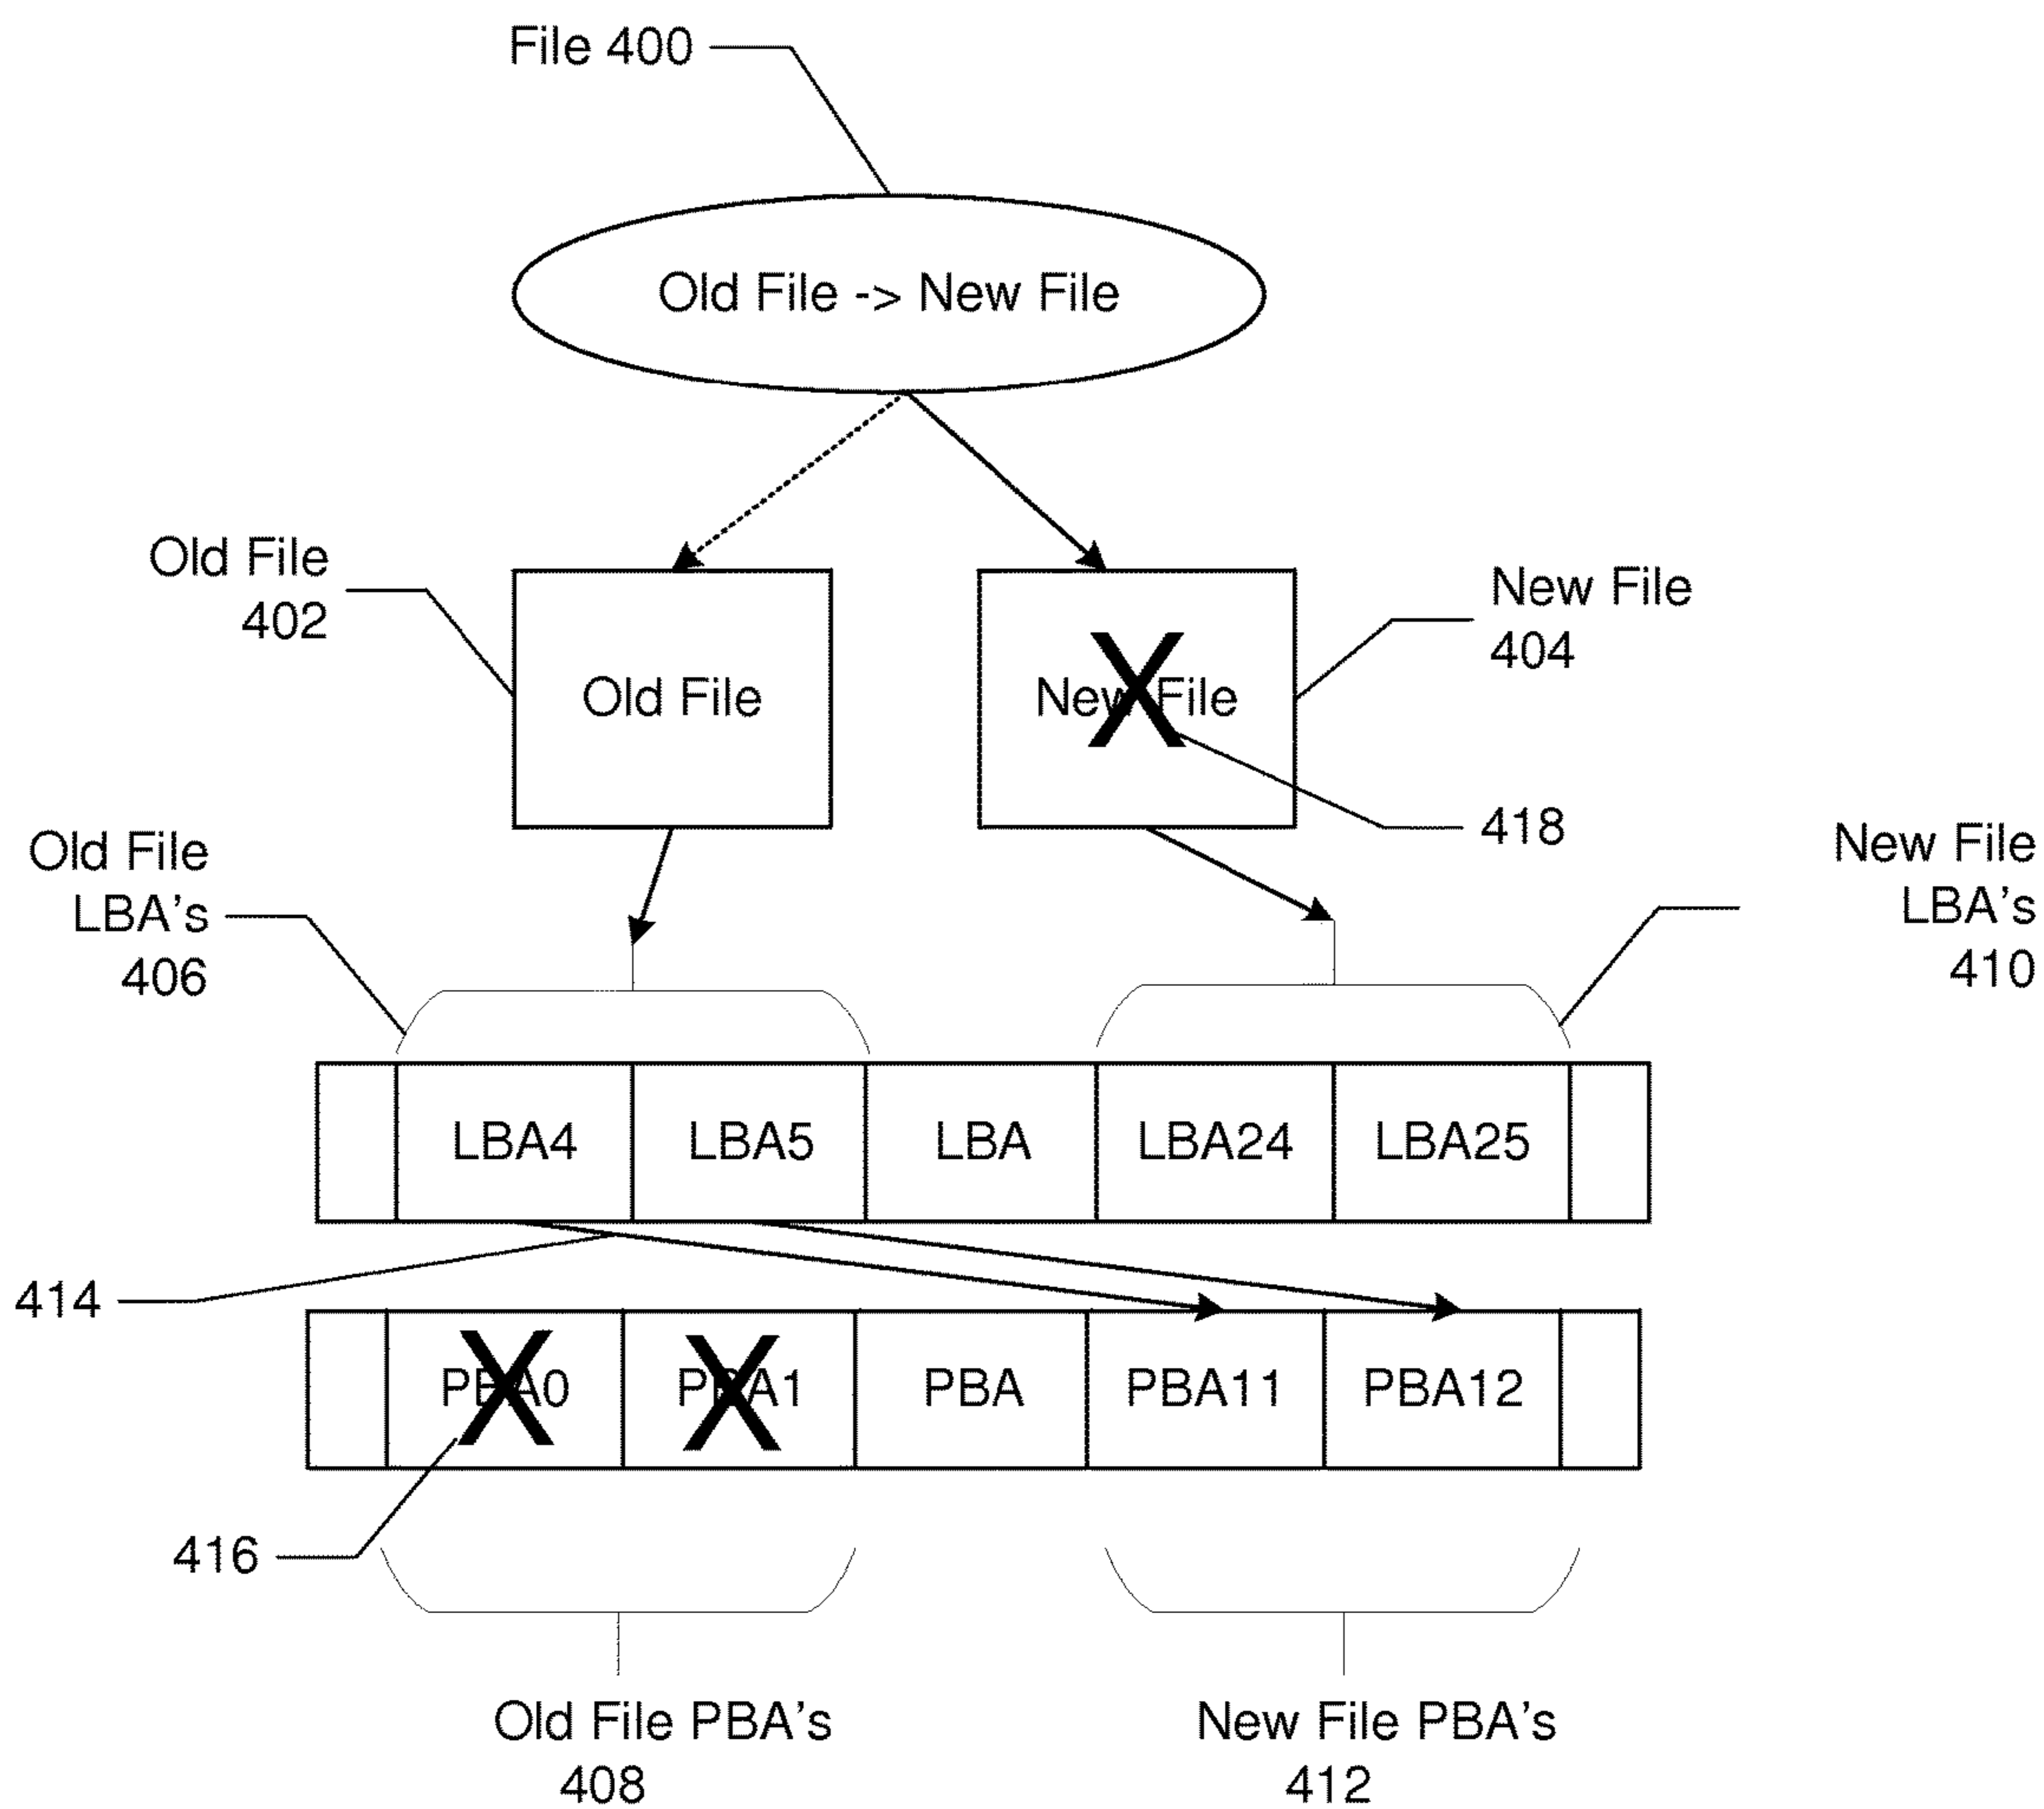 File 400
Old File -> New File
Old File
402
New File
404
Old File
New File
418
Old File
LBA's
406
New File
LBA's
410
LBA4 LBA5 LBA LBA24 LBA25
414
PBA0 PBA1 PBA PBA11 PBA12
416
Old File PBA's
408
New File PBA's
412